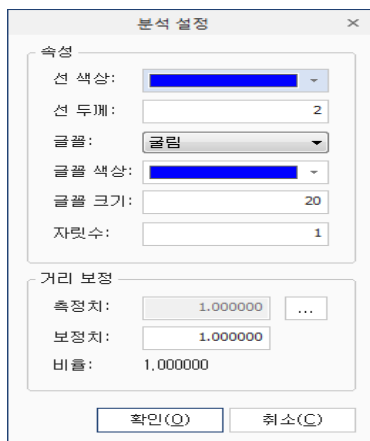 분석 설정
속성
선 색상:
선 두께: 2
글꼴: 굴림
글꼴 색상:
글꼴 크기: 20
자릿수: 1
거리 보정
측정치: 1.000000 ...
보정치: 1.000000
비율: 1.000000
확인(O) 취소(C)